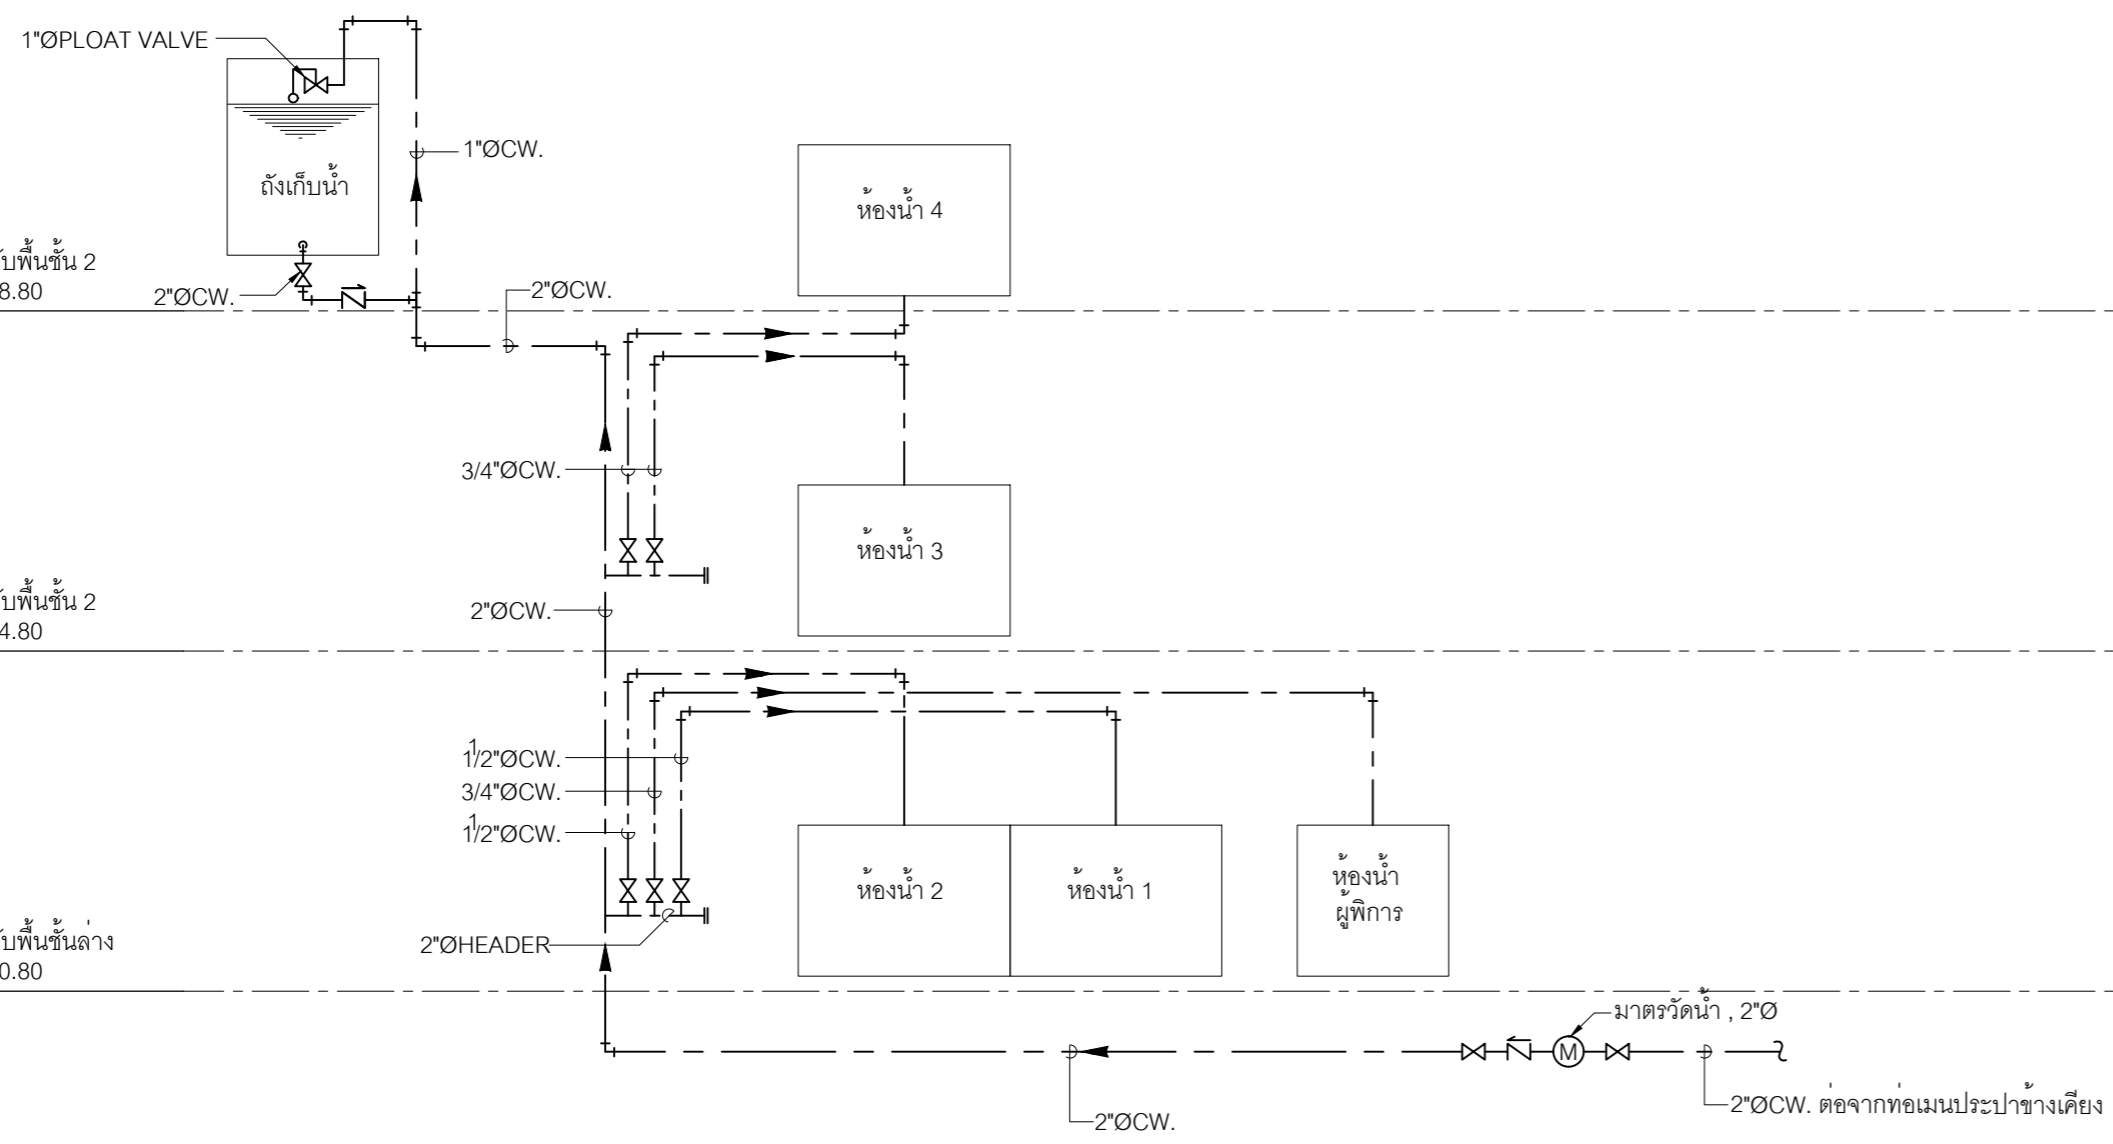 1"ØPLOAT VALVE
1"ØCW.
ถังเก็บน้ำ
ห้องน้ำ 4
บพื้นชั้น 2
8.80
2"ØCW.
2"ØCW.
3/4"ØCW.
ห้องน้ำ 3
บพื้นชั้น 2
4.80
2"ØCW.
1
1/2"ØCW.
3/4"ØCW.
1
1/2"ØCW.
ห้องน้ำ 2
ห้องน้ำ 1
ห้องน้ำ
ผู้พิการ
2"ØHEADER
บพื้นชั้นล่าง
0.80
มาตรวัดน้ำ , 2"Ø
M
2"ØCW. ต่อจากท่อเมนประปาข้างเคียง
2"ØCW.